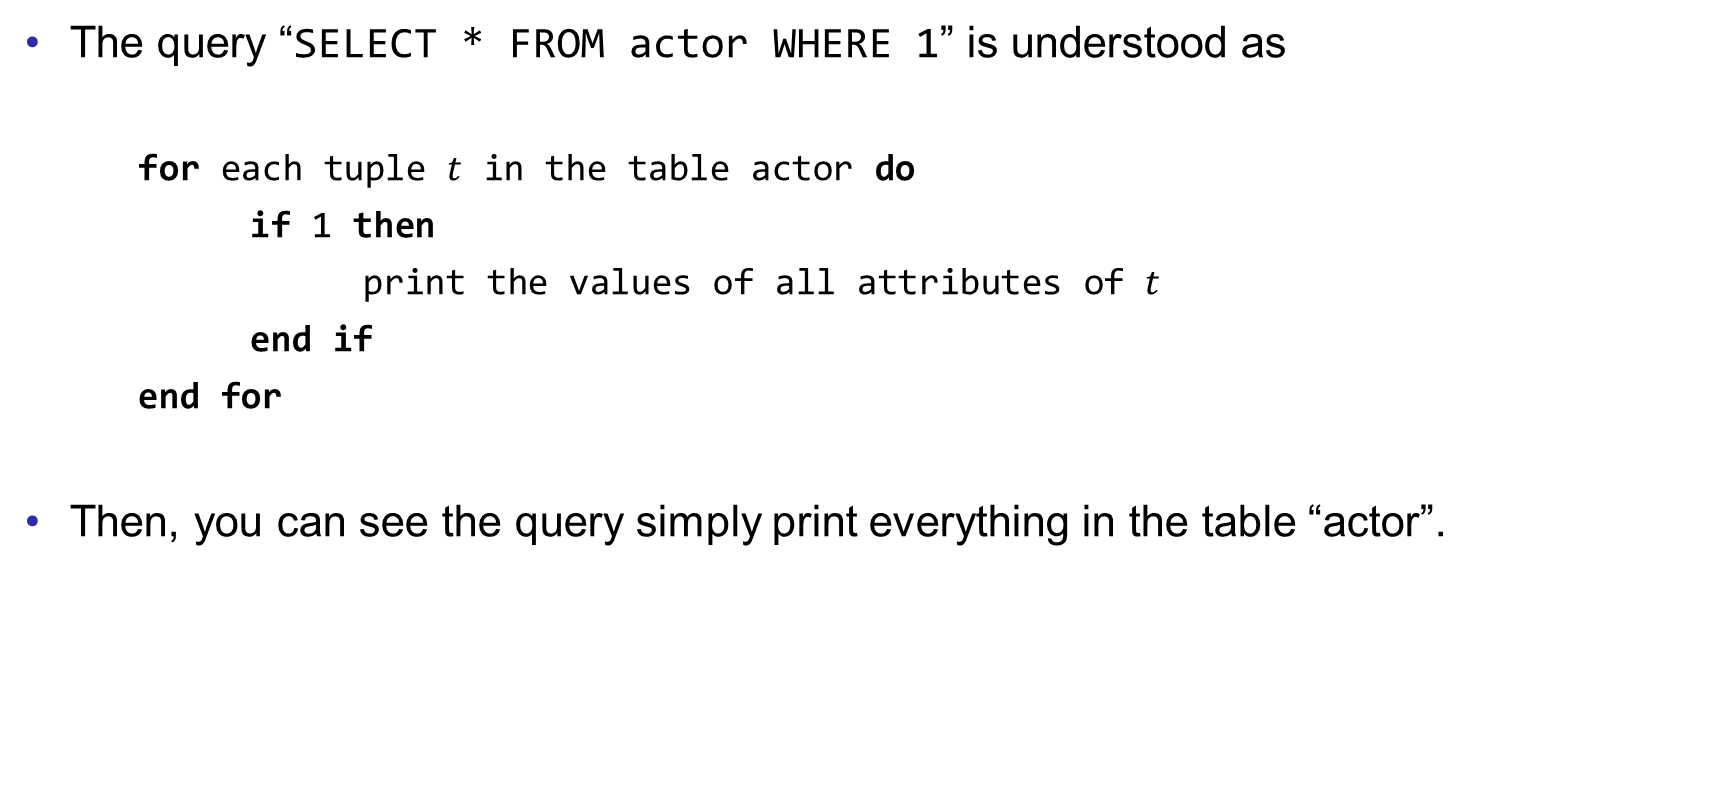 • The query “SELECT * FROM actor WHERE 1” is understood as
for each tuple t in the table actor do
if 1 then
print the values of all attributes of t
end if
end for
• Then, you can see the query simply print everything in the table “actor”.